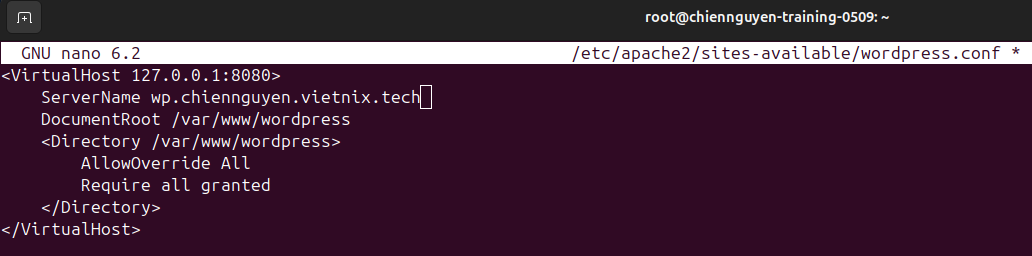 root@chiennguyen-training-0509: ~
GNU nano 6.2 /etc/apache2/sites-available/wordpress.conf *
<VirtualHost 127.0.0.1:8080>
    ServerName wp.chiennguyen.vietnix.tech
    DocumentRoot /var/www/wordpress
    <Directory /var/www/wordpress>
        AllowOverride All
        Require all granted
    </Directory>
</VirtualHost>